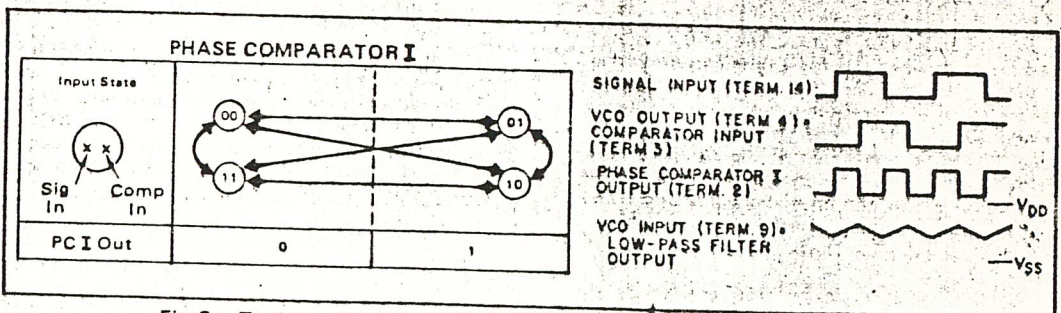 PHASE COMPARATOR I
Input State
00
01
x x
11
10
Sig In
Comp In
PC I Out
0
1
SIGNAL INPUT (TERM. 14)
VCO OUTPUT (TERM 4)=
COMPARATOR INPUT
(TERM 3)
PHASE COMPARATOR I
OUTPUT (TERM. 2)
VDD
VCO INPUT (TERM. 9)=
LOW-PASS FILTER
OUTPUT
VSS